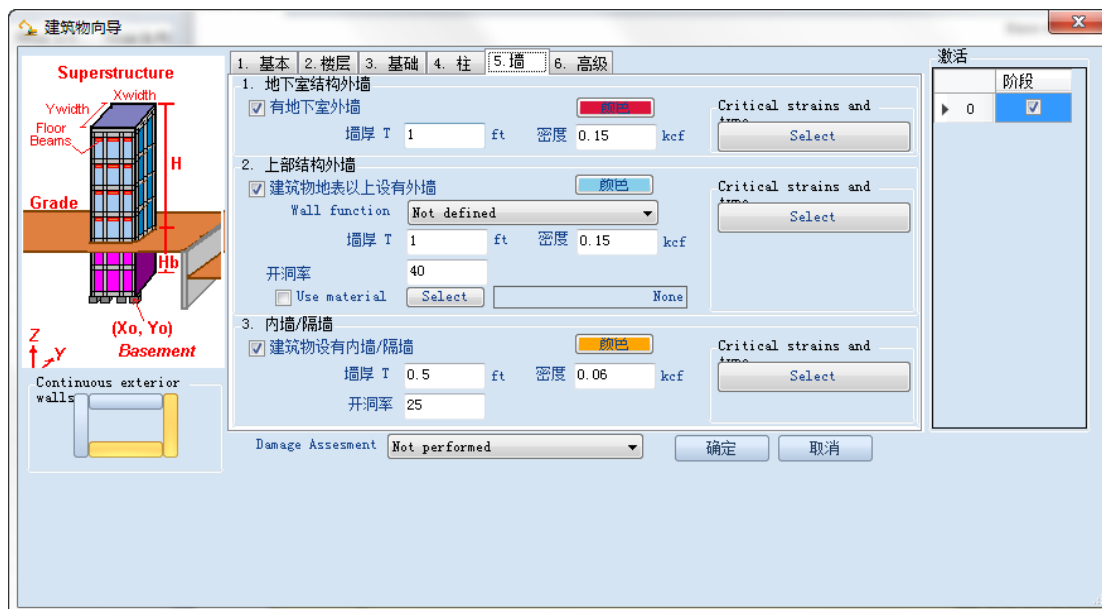 建筑物向导
Superstructure
Xwidth
Ywidth
Floor
Beams
H
Grade
Hb
(Xo, Yo)
Z
Y
Basement
Continuous exterior
walls
1. 基本 2.楼层 3. 基础 4. 柱 5.墙 6. 高级
1. 地下室结构外墙
有地下室外墙 颜色
墙厚 T 1 ft 密度 0.15 kcf
Critical strains and
Select
2. 上部结构外墙
建筑物地表以上设有外墙 颜色
Wall function Not defined
墙厚 T 1 ft 密度 0.15 kcf
开洞率 40
Use material Select None
Critical strains and
Select
3. 内墙/隔墙
建筑物设有内墙/隔墙 颜色
墙厚 T 0.5 ft 密度 0.06 kcf
开洞率 25
Critical strains and
Select
Damage Assesment Not performed 确定 取消
激活
阶段
0